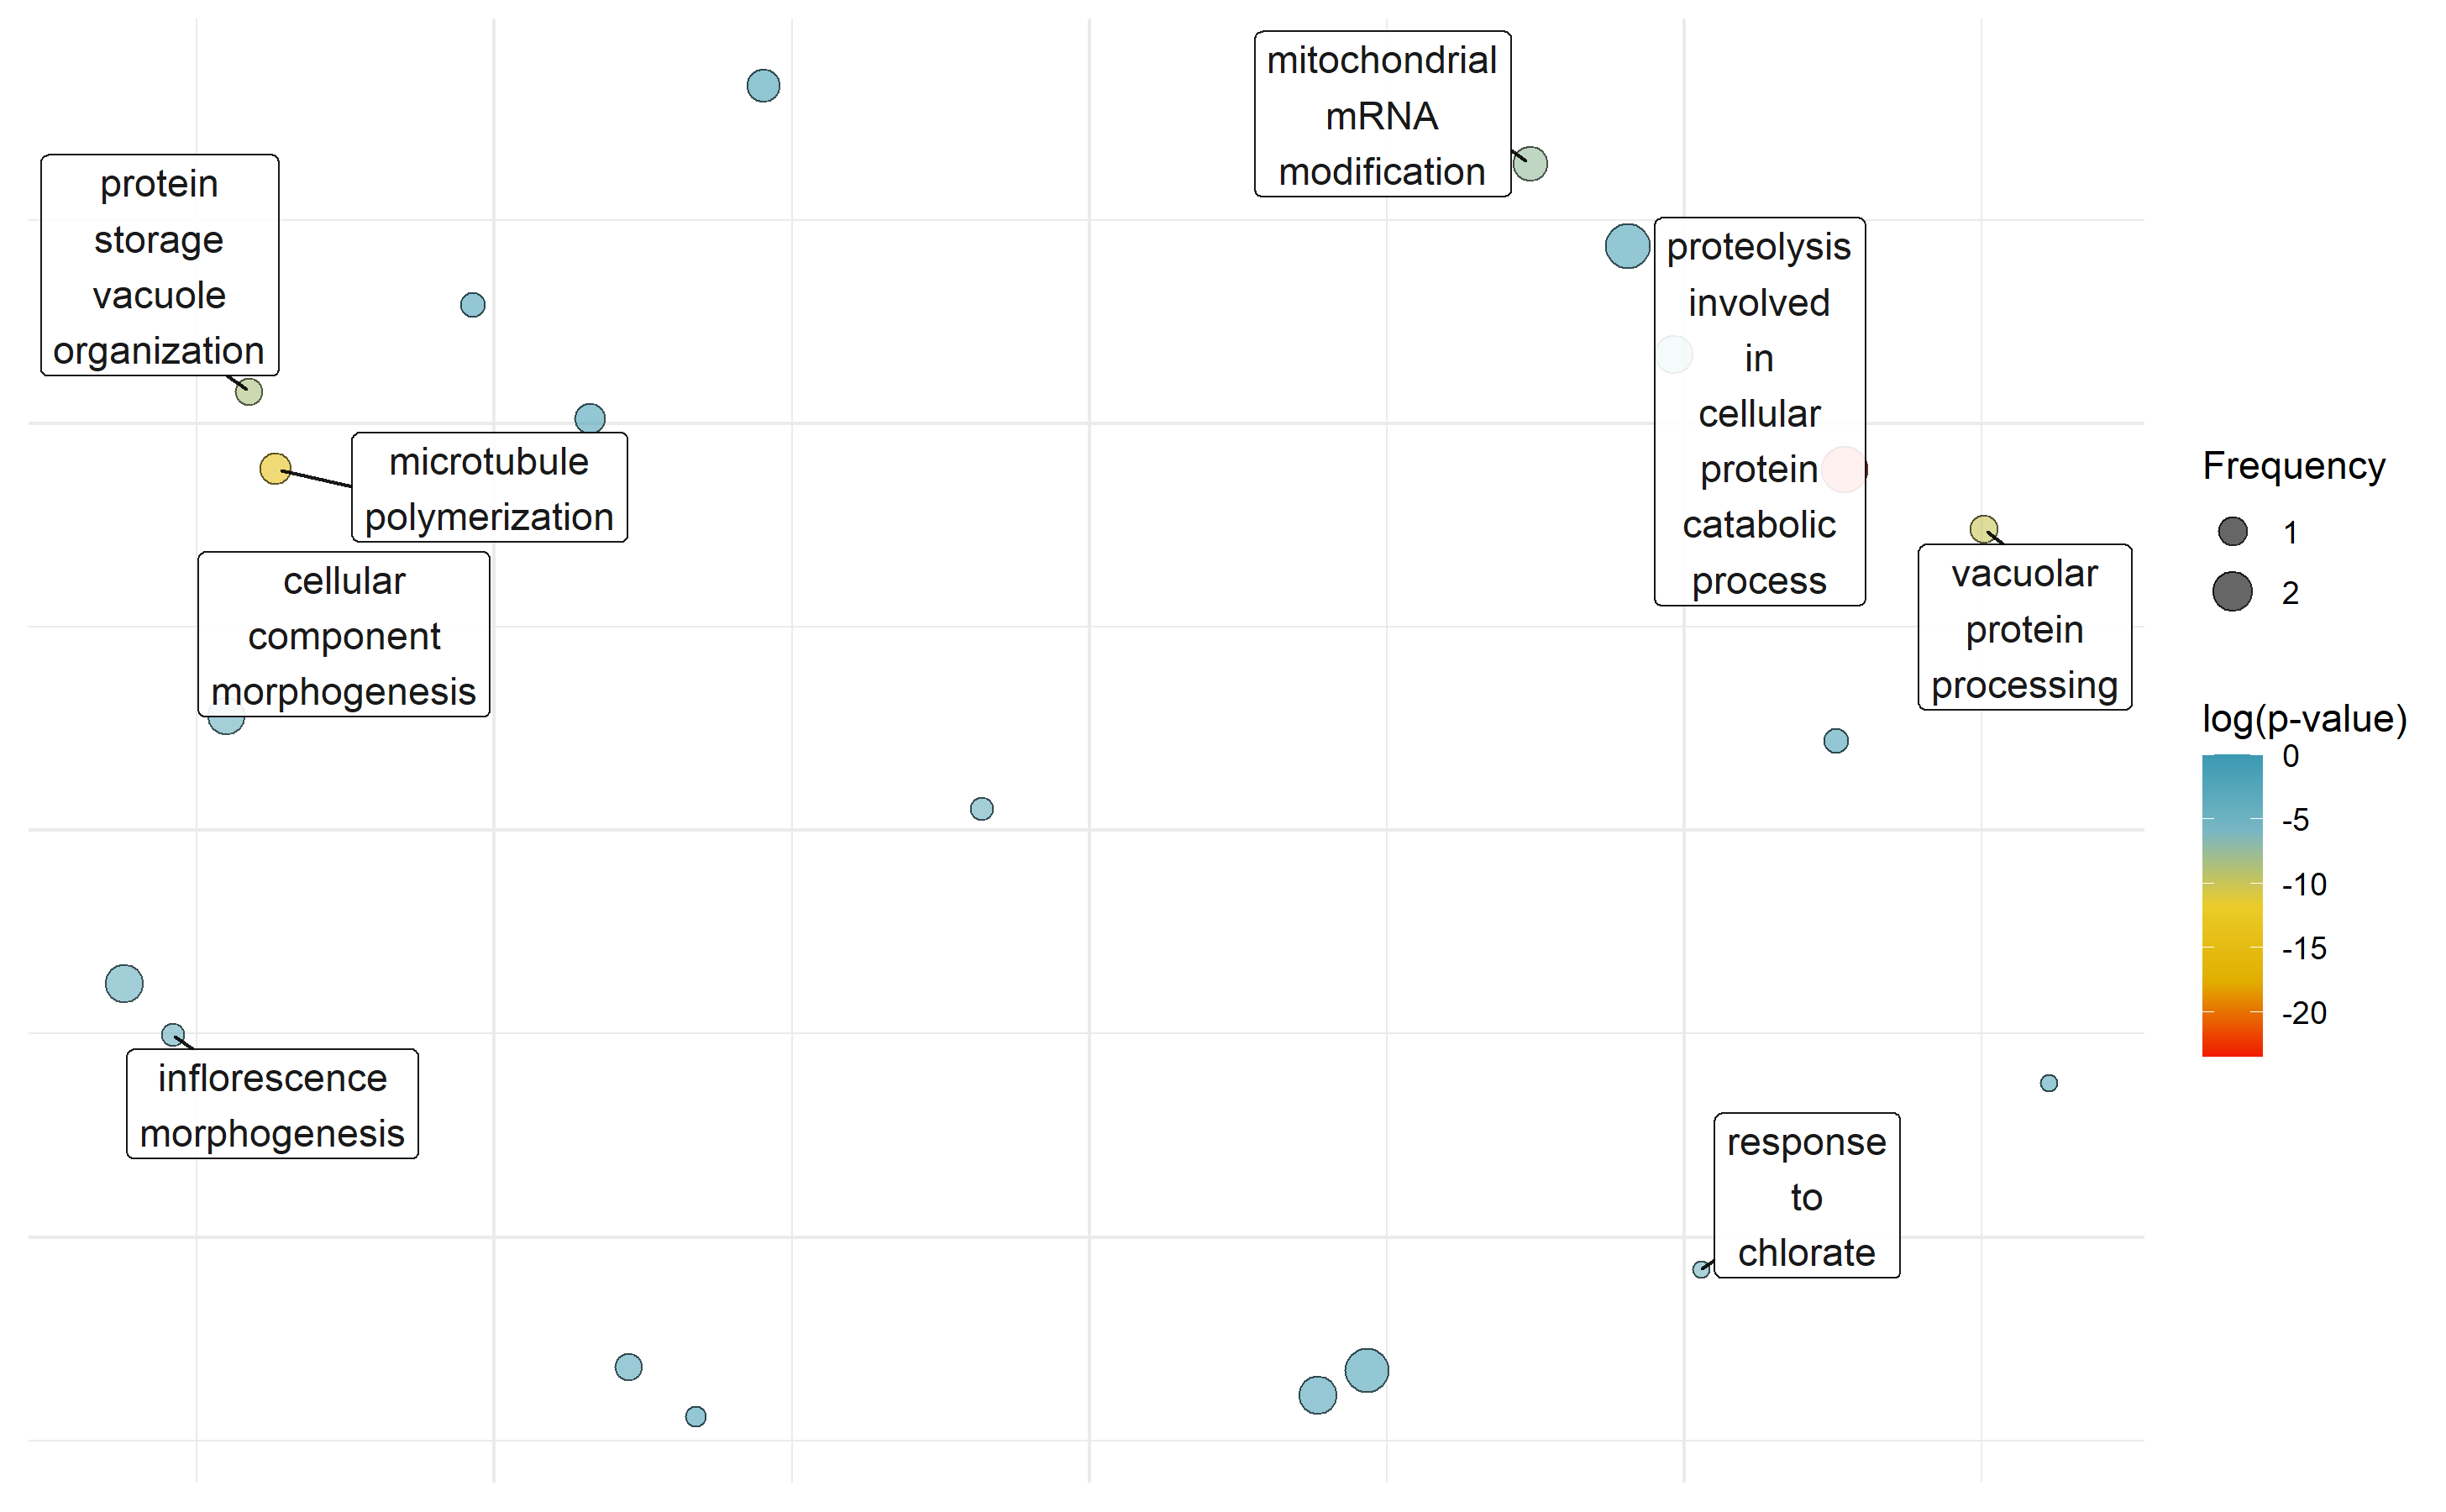 mitochondrial
mRNA
modification
protein
storage
vacuole
organization
proteolysis
involved
in
cellular
protein
catabolic
process
microtubule
polymerization
cellular
component
morphogenesis
vacuolar
protein
processing
inflorescence
morphogenesis
response
to
chlorate
Frequency
1
2
log(p-value)
0
-5
-10
-15
-20